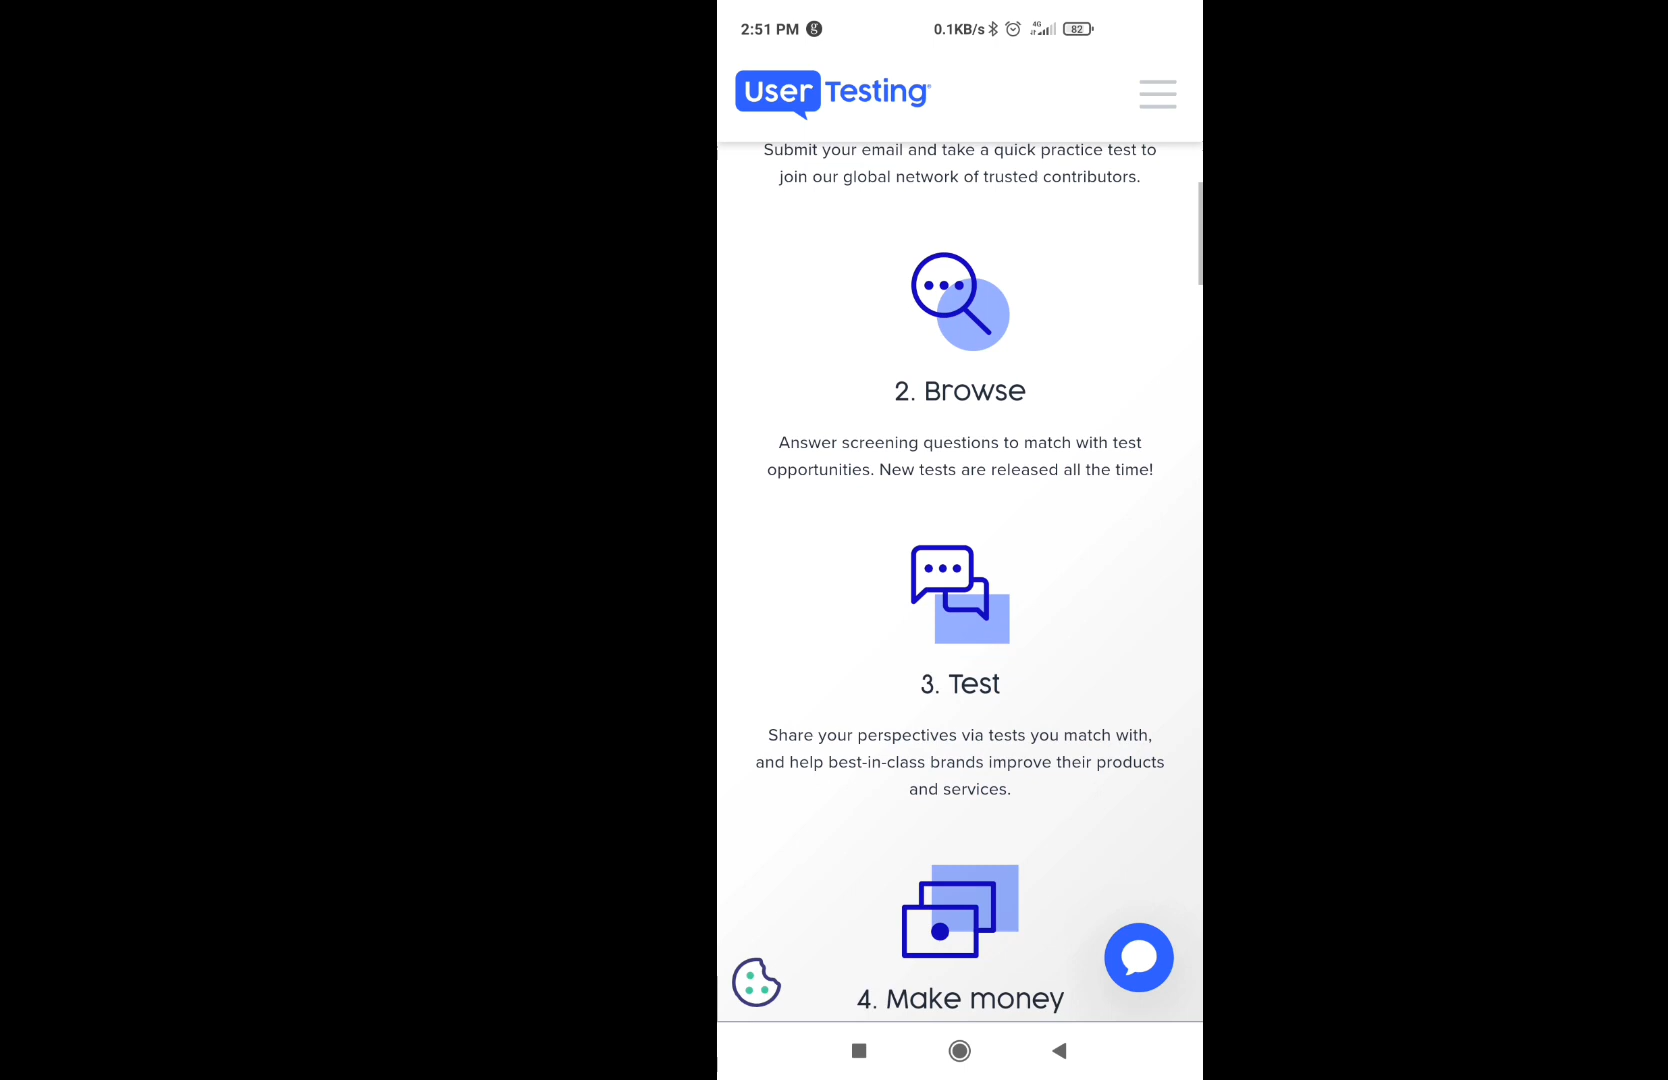 2:51 PM
0.1KB/s
4G
82
User Testing
Submit your email and take a quick practice test to
join our global network of trusted contributors.
2. Browse
Answer screening questions to match with test
opportunities. New tests are released all the time!
3. Test
Share your perspectives via tests you match with,
and help best-in-class brands improve their products
and services.
4. Make money